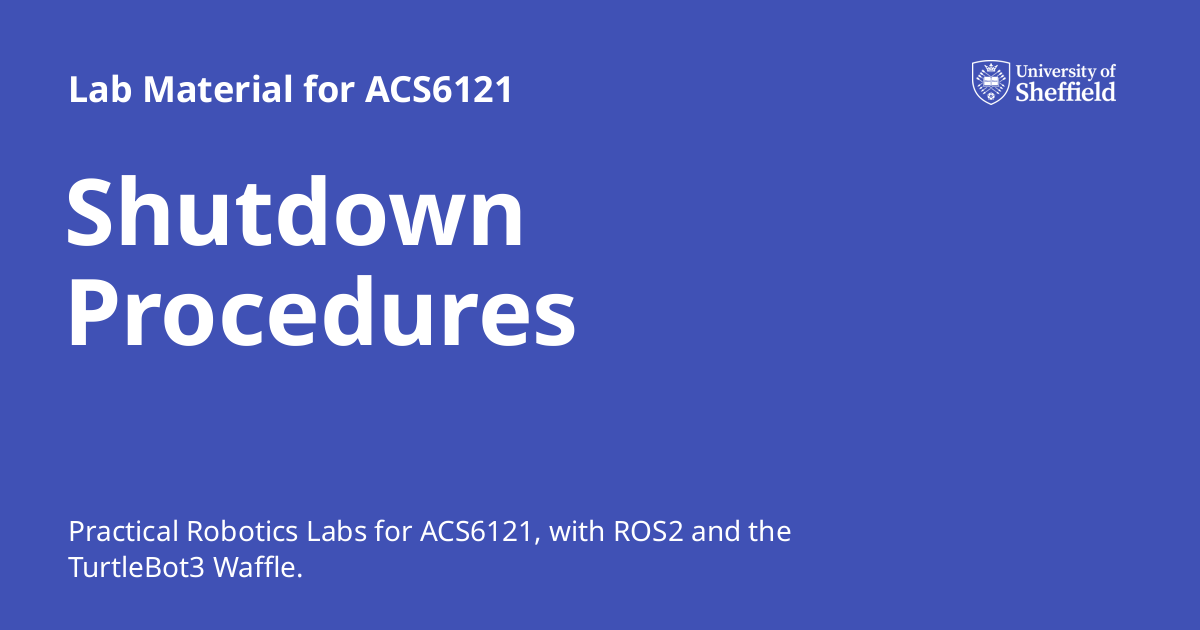 Lab Material for ACS6121
University of
Sheffield
Shutdown
Procedures
Practical Robotics Labs for ACS6121, with ROS2 and the
TurtleBot3 Waffle.